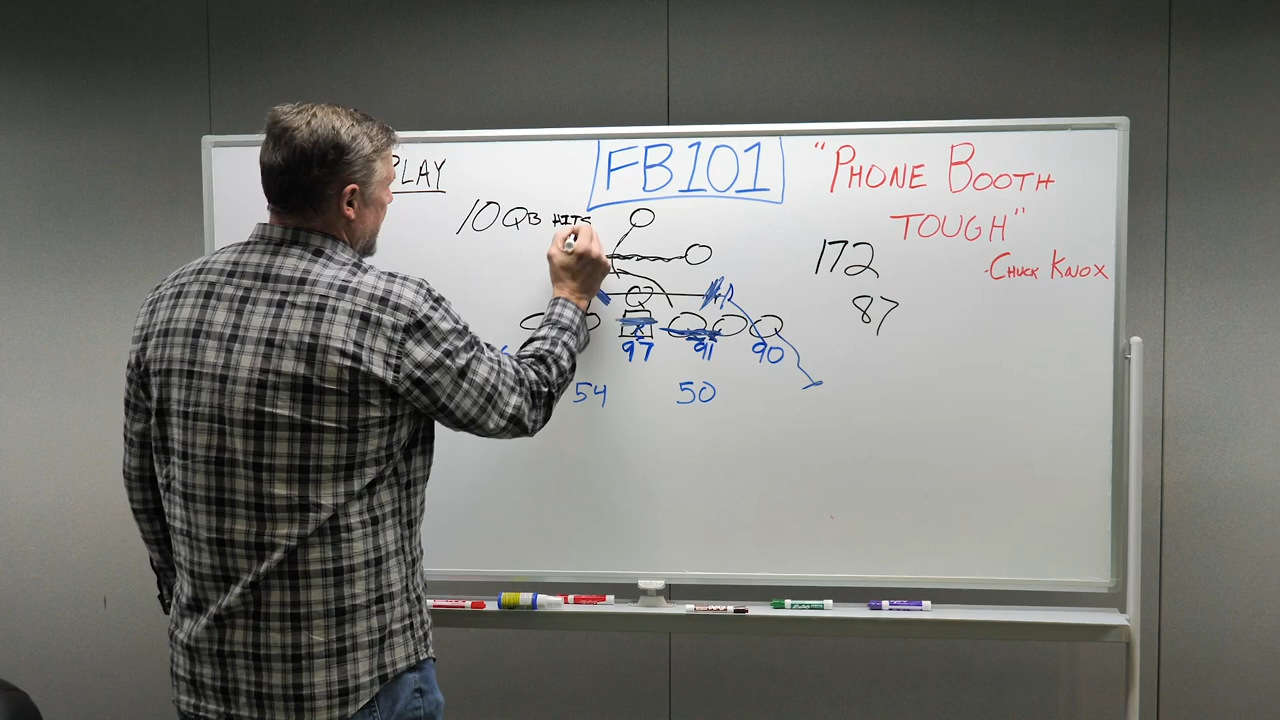 PLAY
FB101
"PHONE BOOTH
TOUGH"
-CHUCK KNOX
10 QB HITS
172
87
Q
X
97 91 90
54 50